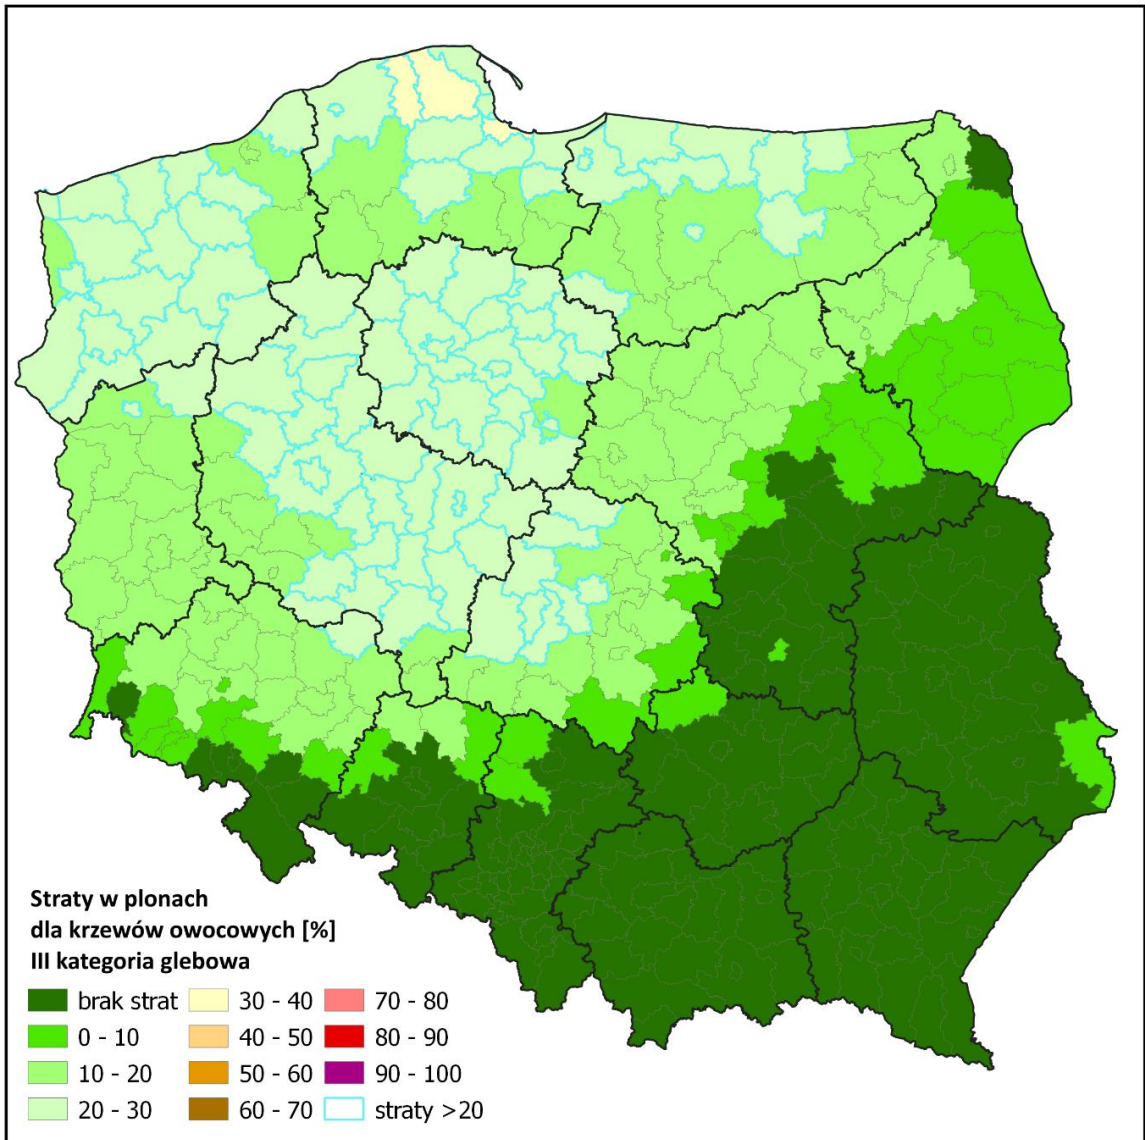 Straty w plonach
dla krzewów owocowych [%]
III kategoria glebowa
brak strat
0 - 10
10 - 20
20 - 30
30 - 40
40 - 50
50 - 60
60 - 70
70 - 80
80 - 90
90 - 100
straty >20